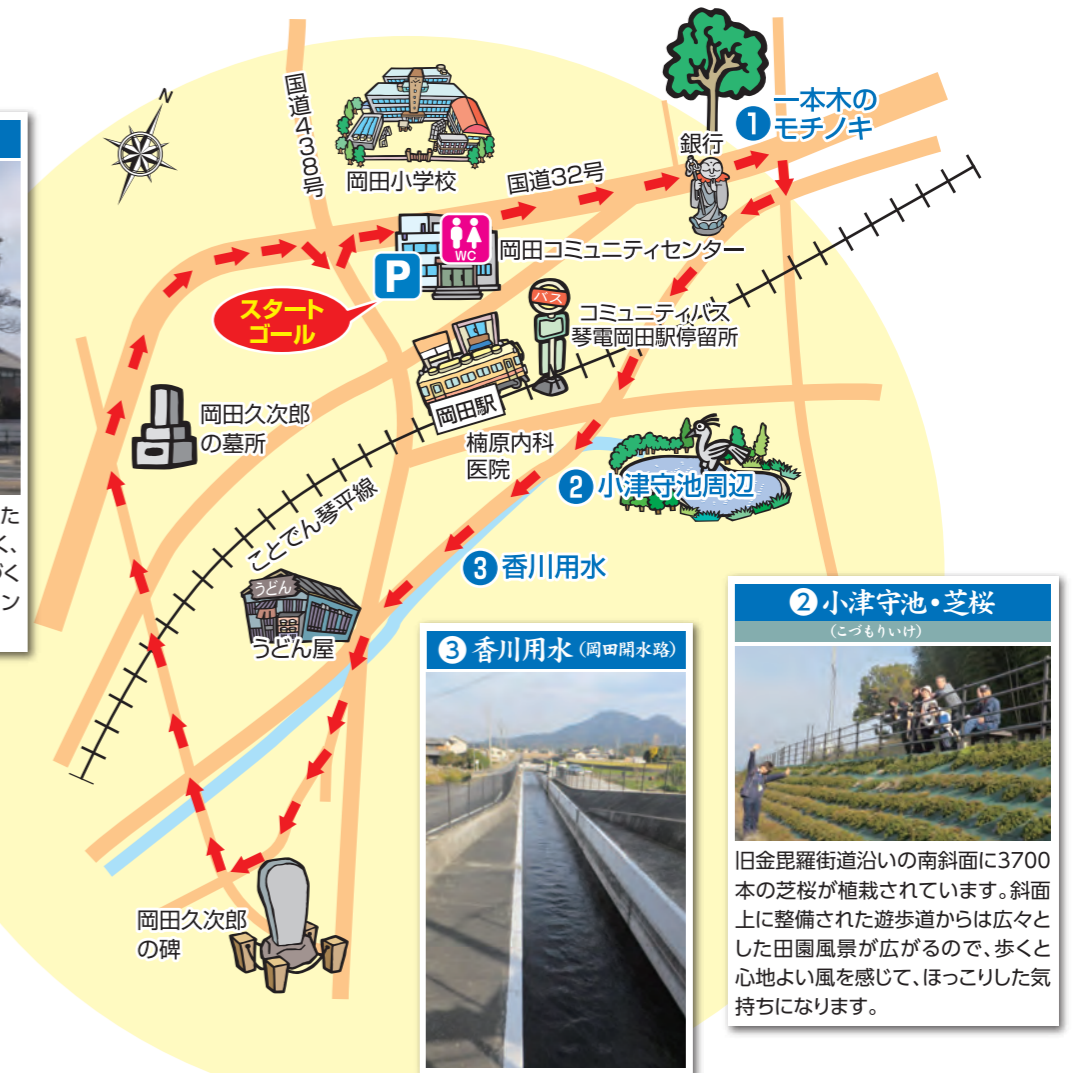 N
国道438号
岡田小学校
国道32号
銀行
1 一本木の
モチノキ
P
WC
岡田コミュニティセンター
スタート
ゴール
バス
コミュニティバス
琴電岡田駅停留所
岡田駅
岡田久次郎
の墓所
楠原内科
医院
2 小津守池周辺
ことでん琴平線
3 香川用水
うどん
うどん屋
岡田久次郎
の碑
た
く、
づく
ン
3 香川用水(岡田開水路)
2 小津守池・芝桜
(こづもりいけ)
旧金毘羅街道沿いの南斜面に3700
本の芝桜が植栽されています。斜面
上に整備された遊歩道からは広々と
した田園風景が広がるので、歩くと
心地よい風を感じて、ほっこりした気
持ちになります。